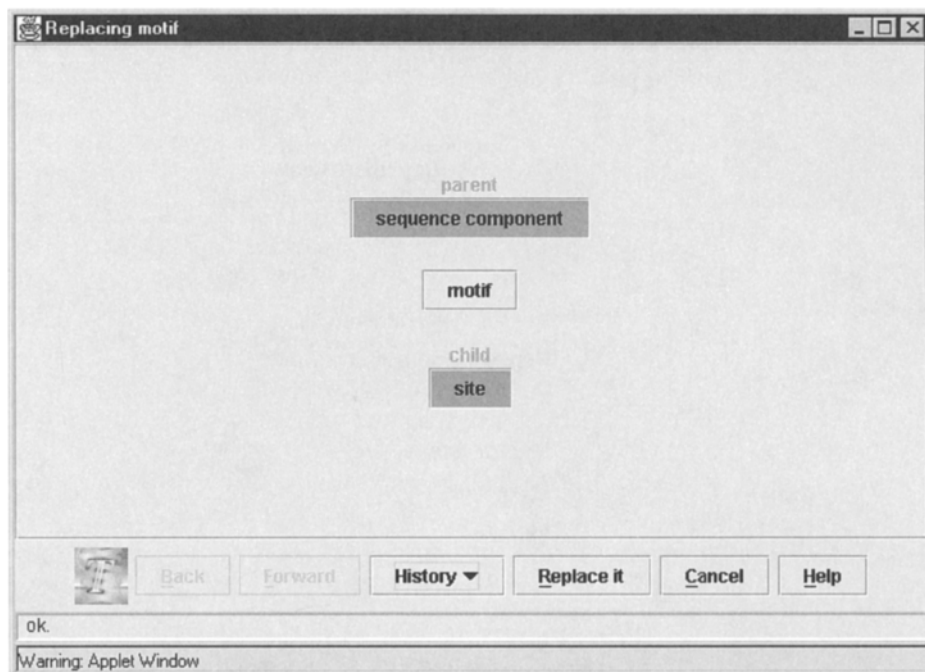 Replacing motif
parent
sequence component
motif
child
site
Back Forward History Replace it Cancel Help
ok.
Warning: Applet Window